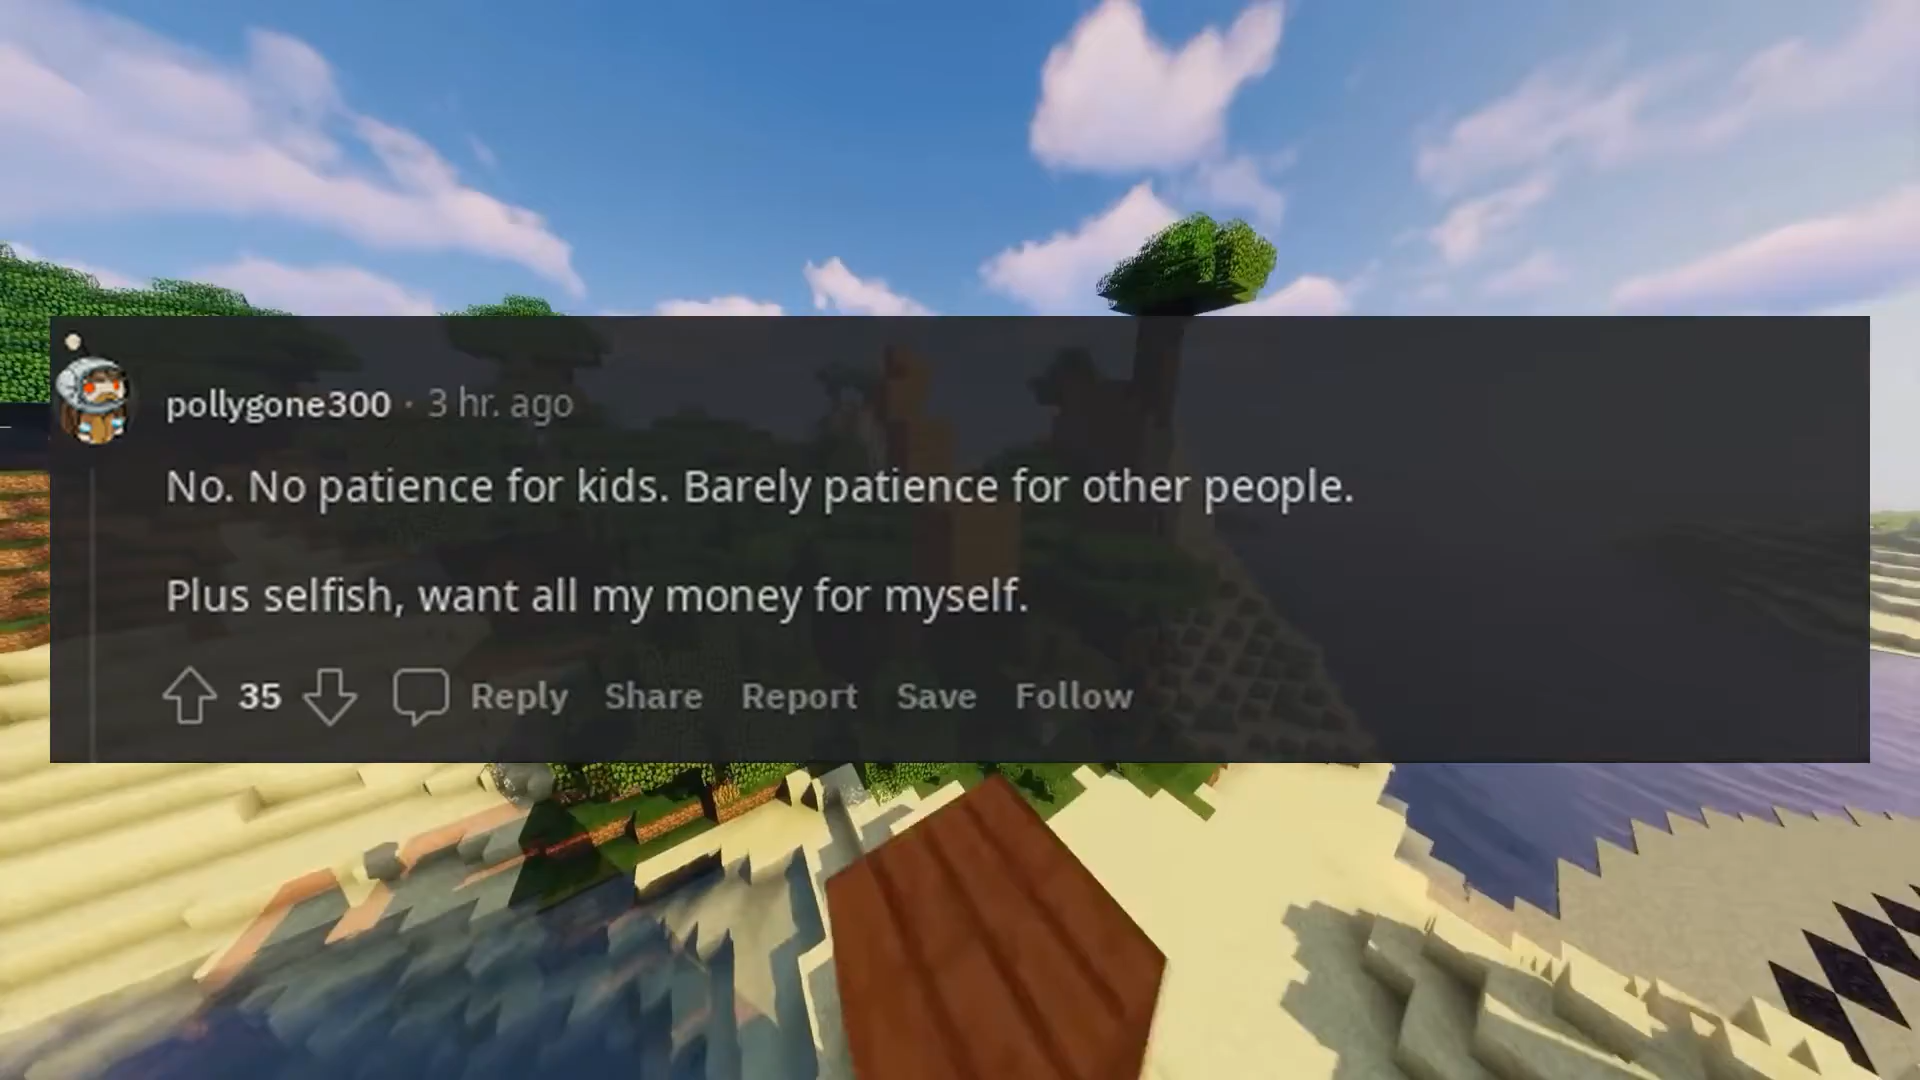 pollygone300 · 3 hr. ago
No. No patience for kids. Barely patience for other people.
Plus selfish, want all my money for myself.
35 Reply Share Report Save Follow